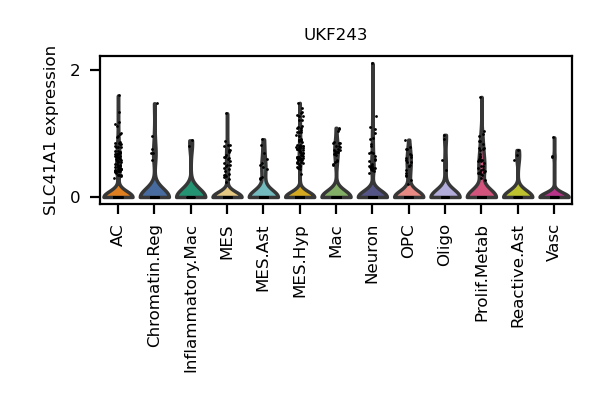 UKF243
SLC41A1 expression
2
0
AC
Chromatin.Reg
Inflammatory.Mac
MES
MES.Ast
MES.Hyp
Mac
Neuron
OPC
Oligo
Prolif.Metab
Reactive.Ast
Vasc